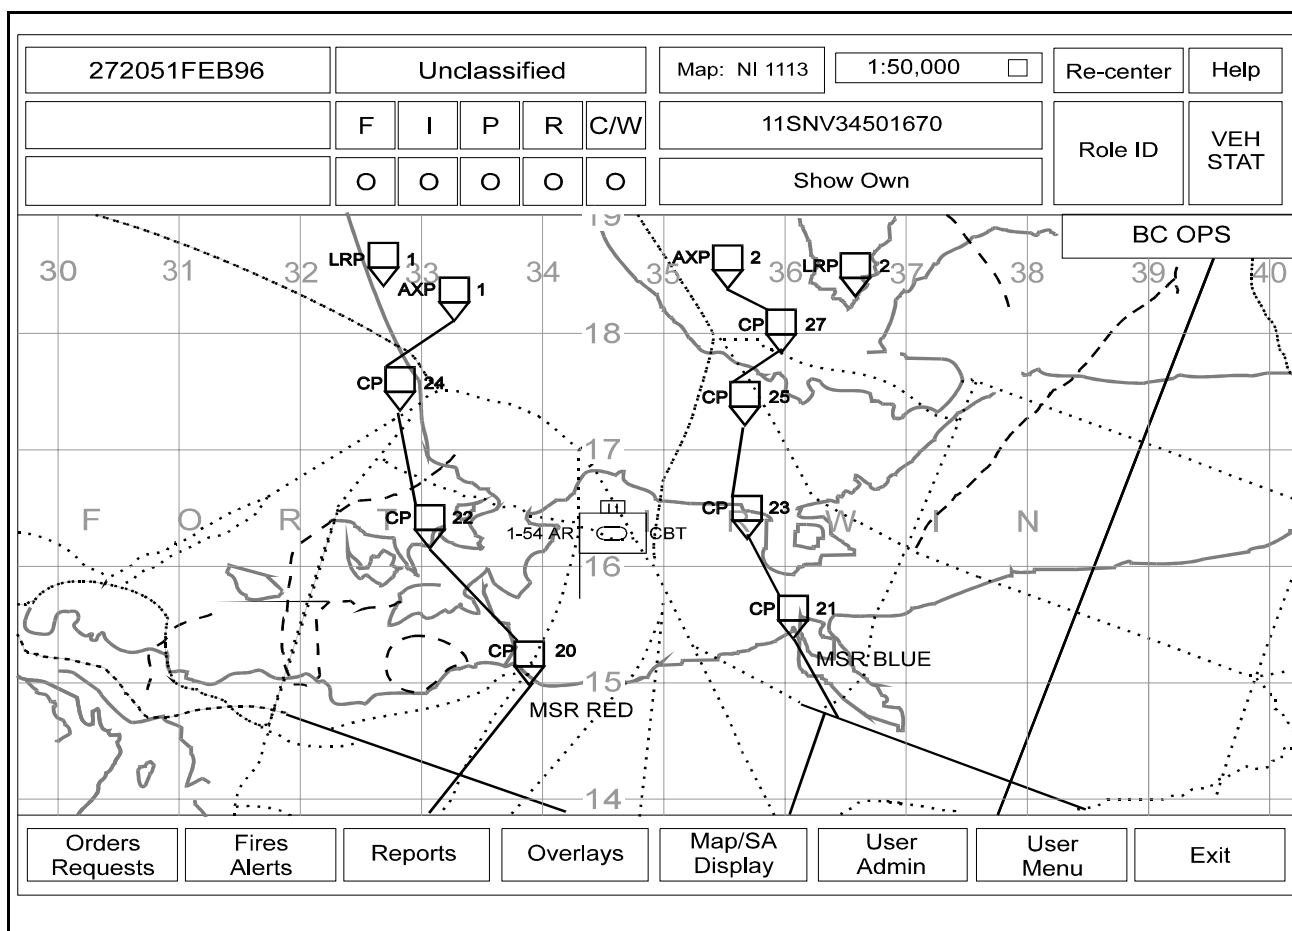 272051FEB96
Unclassified
Map: NI 1113
1:50,000
Re-center
Help
F I P R C/W
11SNV34501670
Role ID
VEH
STAT
O O O O O
Show Own
19
BC OPS
30 31 32 33 34 35 36 37 38 39 40
LRP 1
AXP 1
AXP 2
LRP 2
CP 27
18
CP 24
CP 25
17
CP 22
CP 23
F O R T I R W I N
1-54 AR
CBT
16
CP 21
CP 20
MSR BLUE
15
MSR RED
14
Orders
Requests
Fires
Alerts
Reports
Overlays
Map/SA
Display
User
Admin
User
Menu
Exit